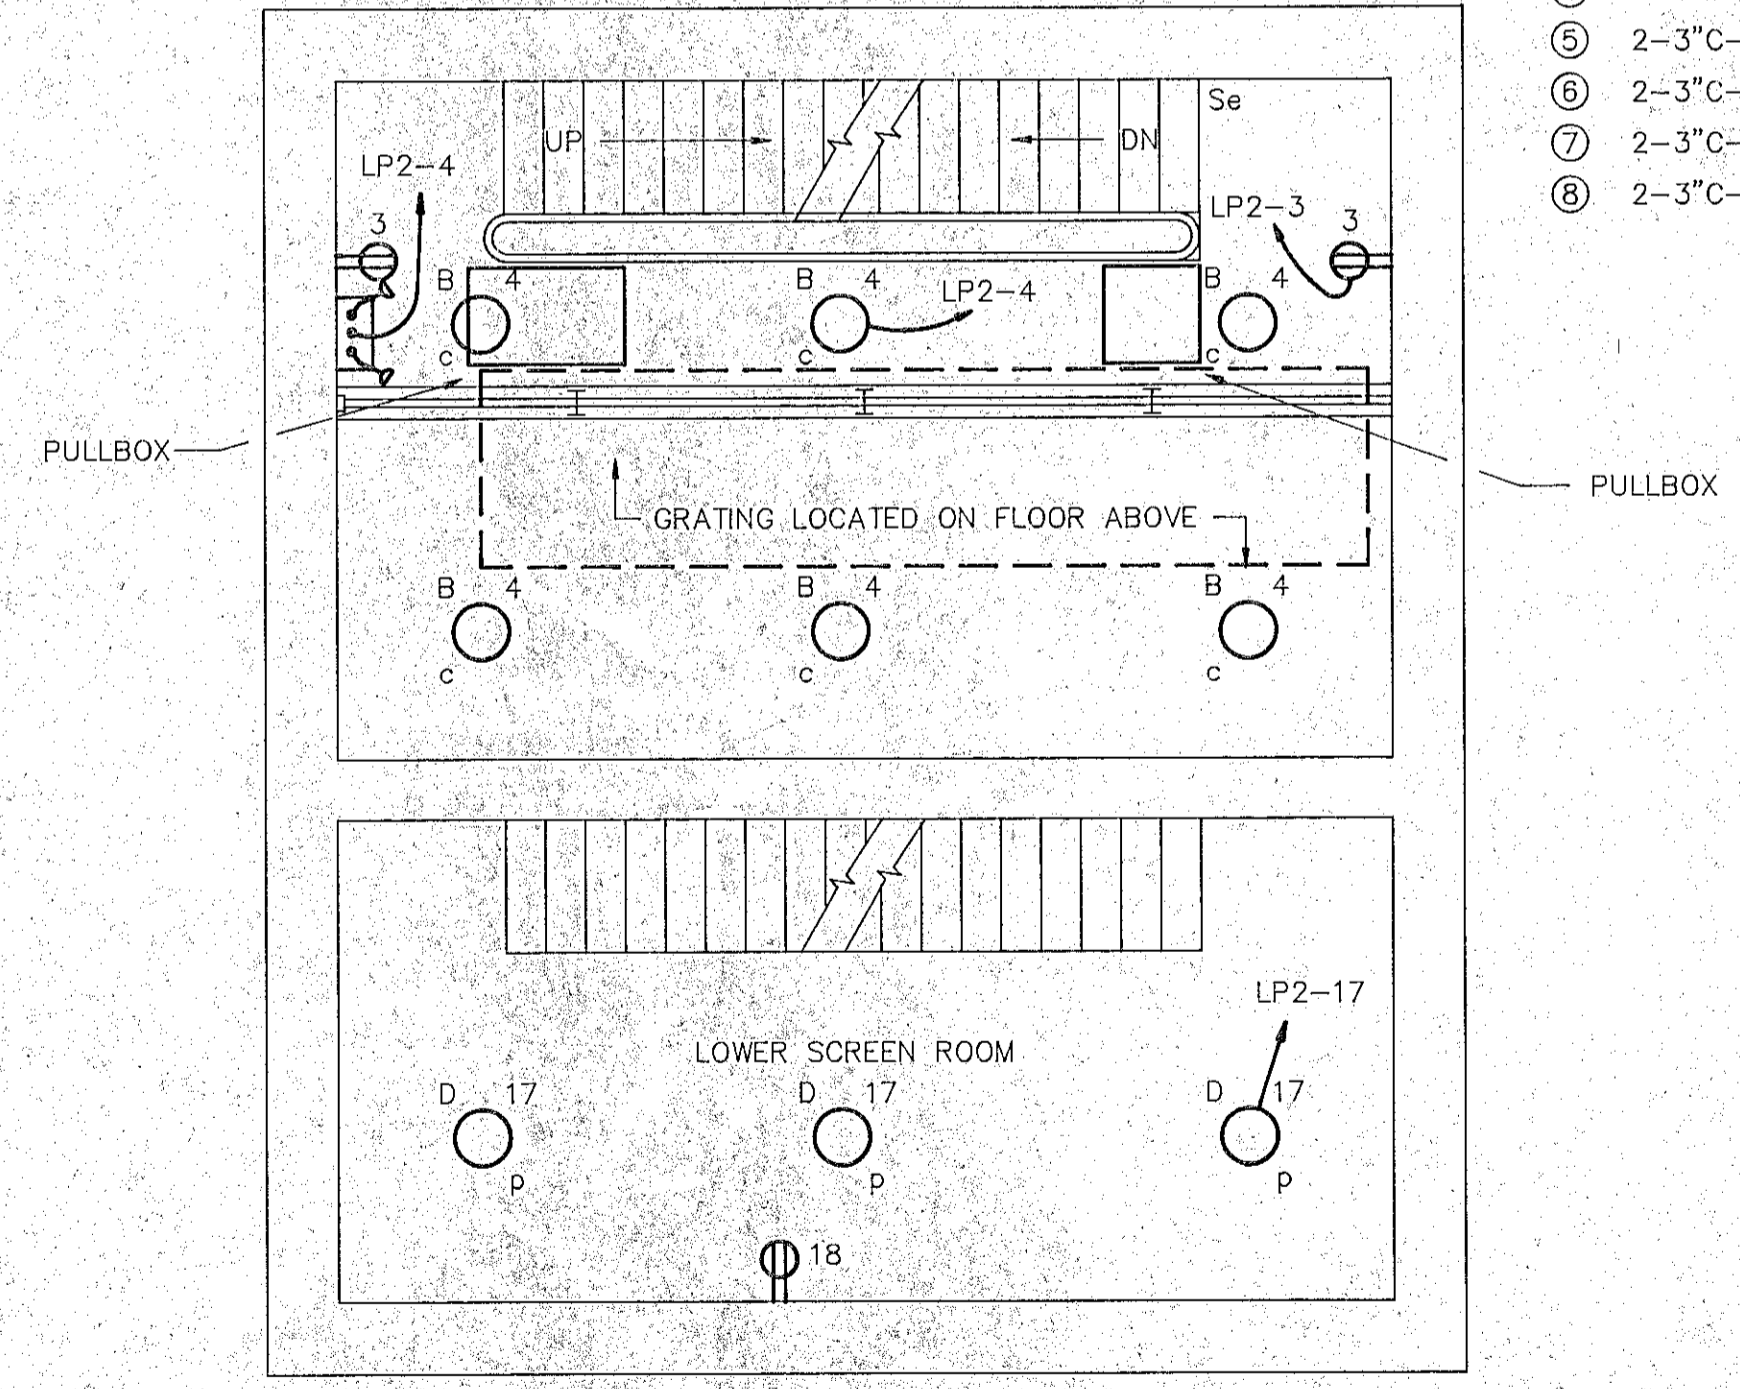 ⑤ 2-3"C-
⑥ 2-3"C-
⑦ 2-3"C-
⑧ 2-3"C-
Se
UP
DN
LP2-4
LP2-3
3
3
B 4
c
B 4
c
LP2-4
B 4
c
PULLBOX
PULLBOX
GRATING LOCATED ON FLOOR ABOVE
B 4
c
B 4
c
B 4
c
LP2-17
LOWER SCREEN ROOM
D 17
p
D 17
p
D 17
p
18